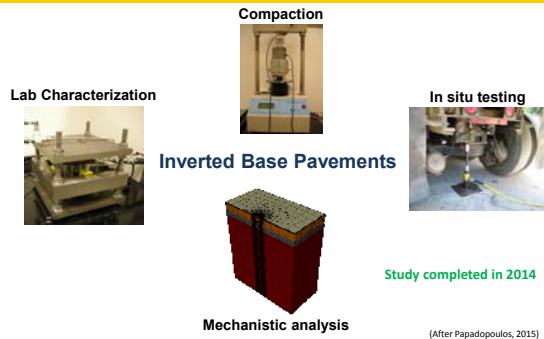 Compaction
Lab Characterization
In situ testing
Inverted Base Pavements
Study completed in 2014
Mechanistic analysis
(After Papadopoulos, 2015)